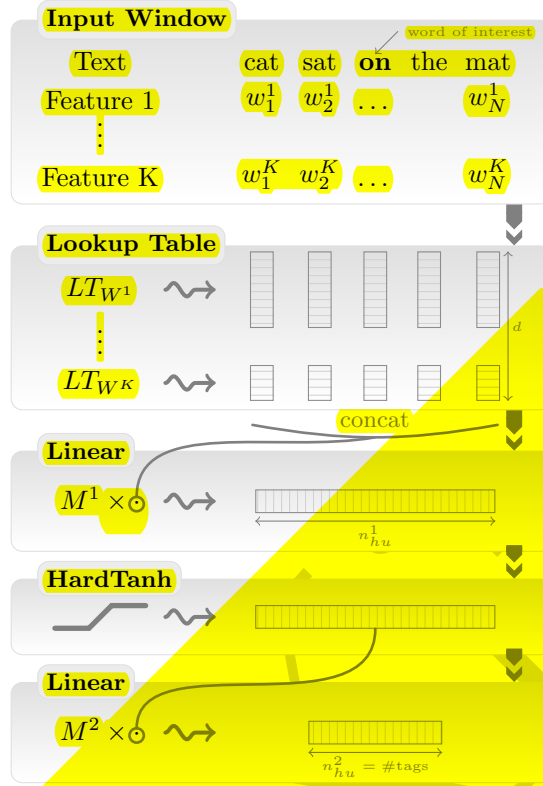 Input Window
word of interest
Text cat sat on the mat
Feature 1 w_1^1 w_2^1 ... w_N^1
⋮
Feature K w_1^K w_2^K ... w_N^K
Lookup Table
LT_{W^1}
d
⋮
LT_{W^K}
concat
Linear
M^1 × ⊙
n_{hu}^1
HardTanh
Linear
M^2 × ⊙
n_{hu}^2 = #tags